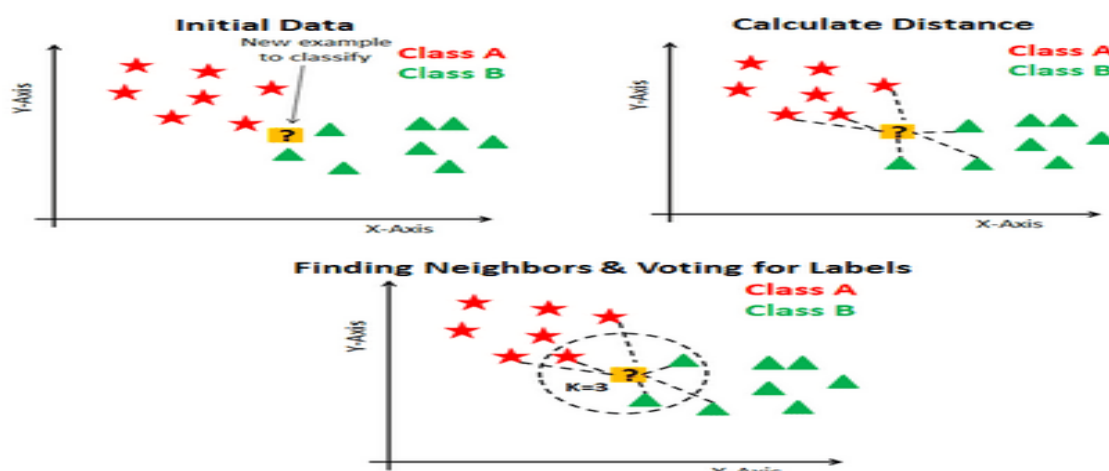 Initial Data
New example
to classify
Class A
Class B
Y-Axis
?
X-Axis
Calculate Distance
Class A
Class B
Y-Axis
?
X-Axis
Finding Neighbors & Voting for Labels
Class A
Class B
Y-Axis
?
K=3
X-Axis